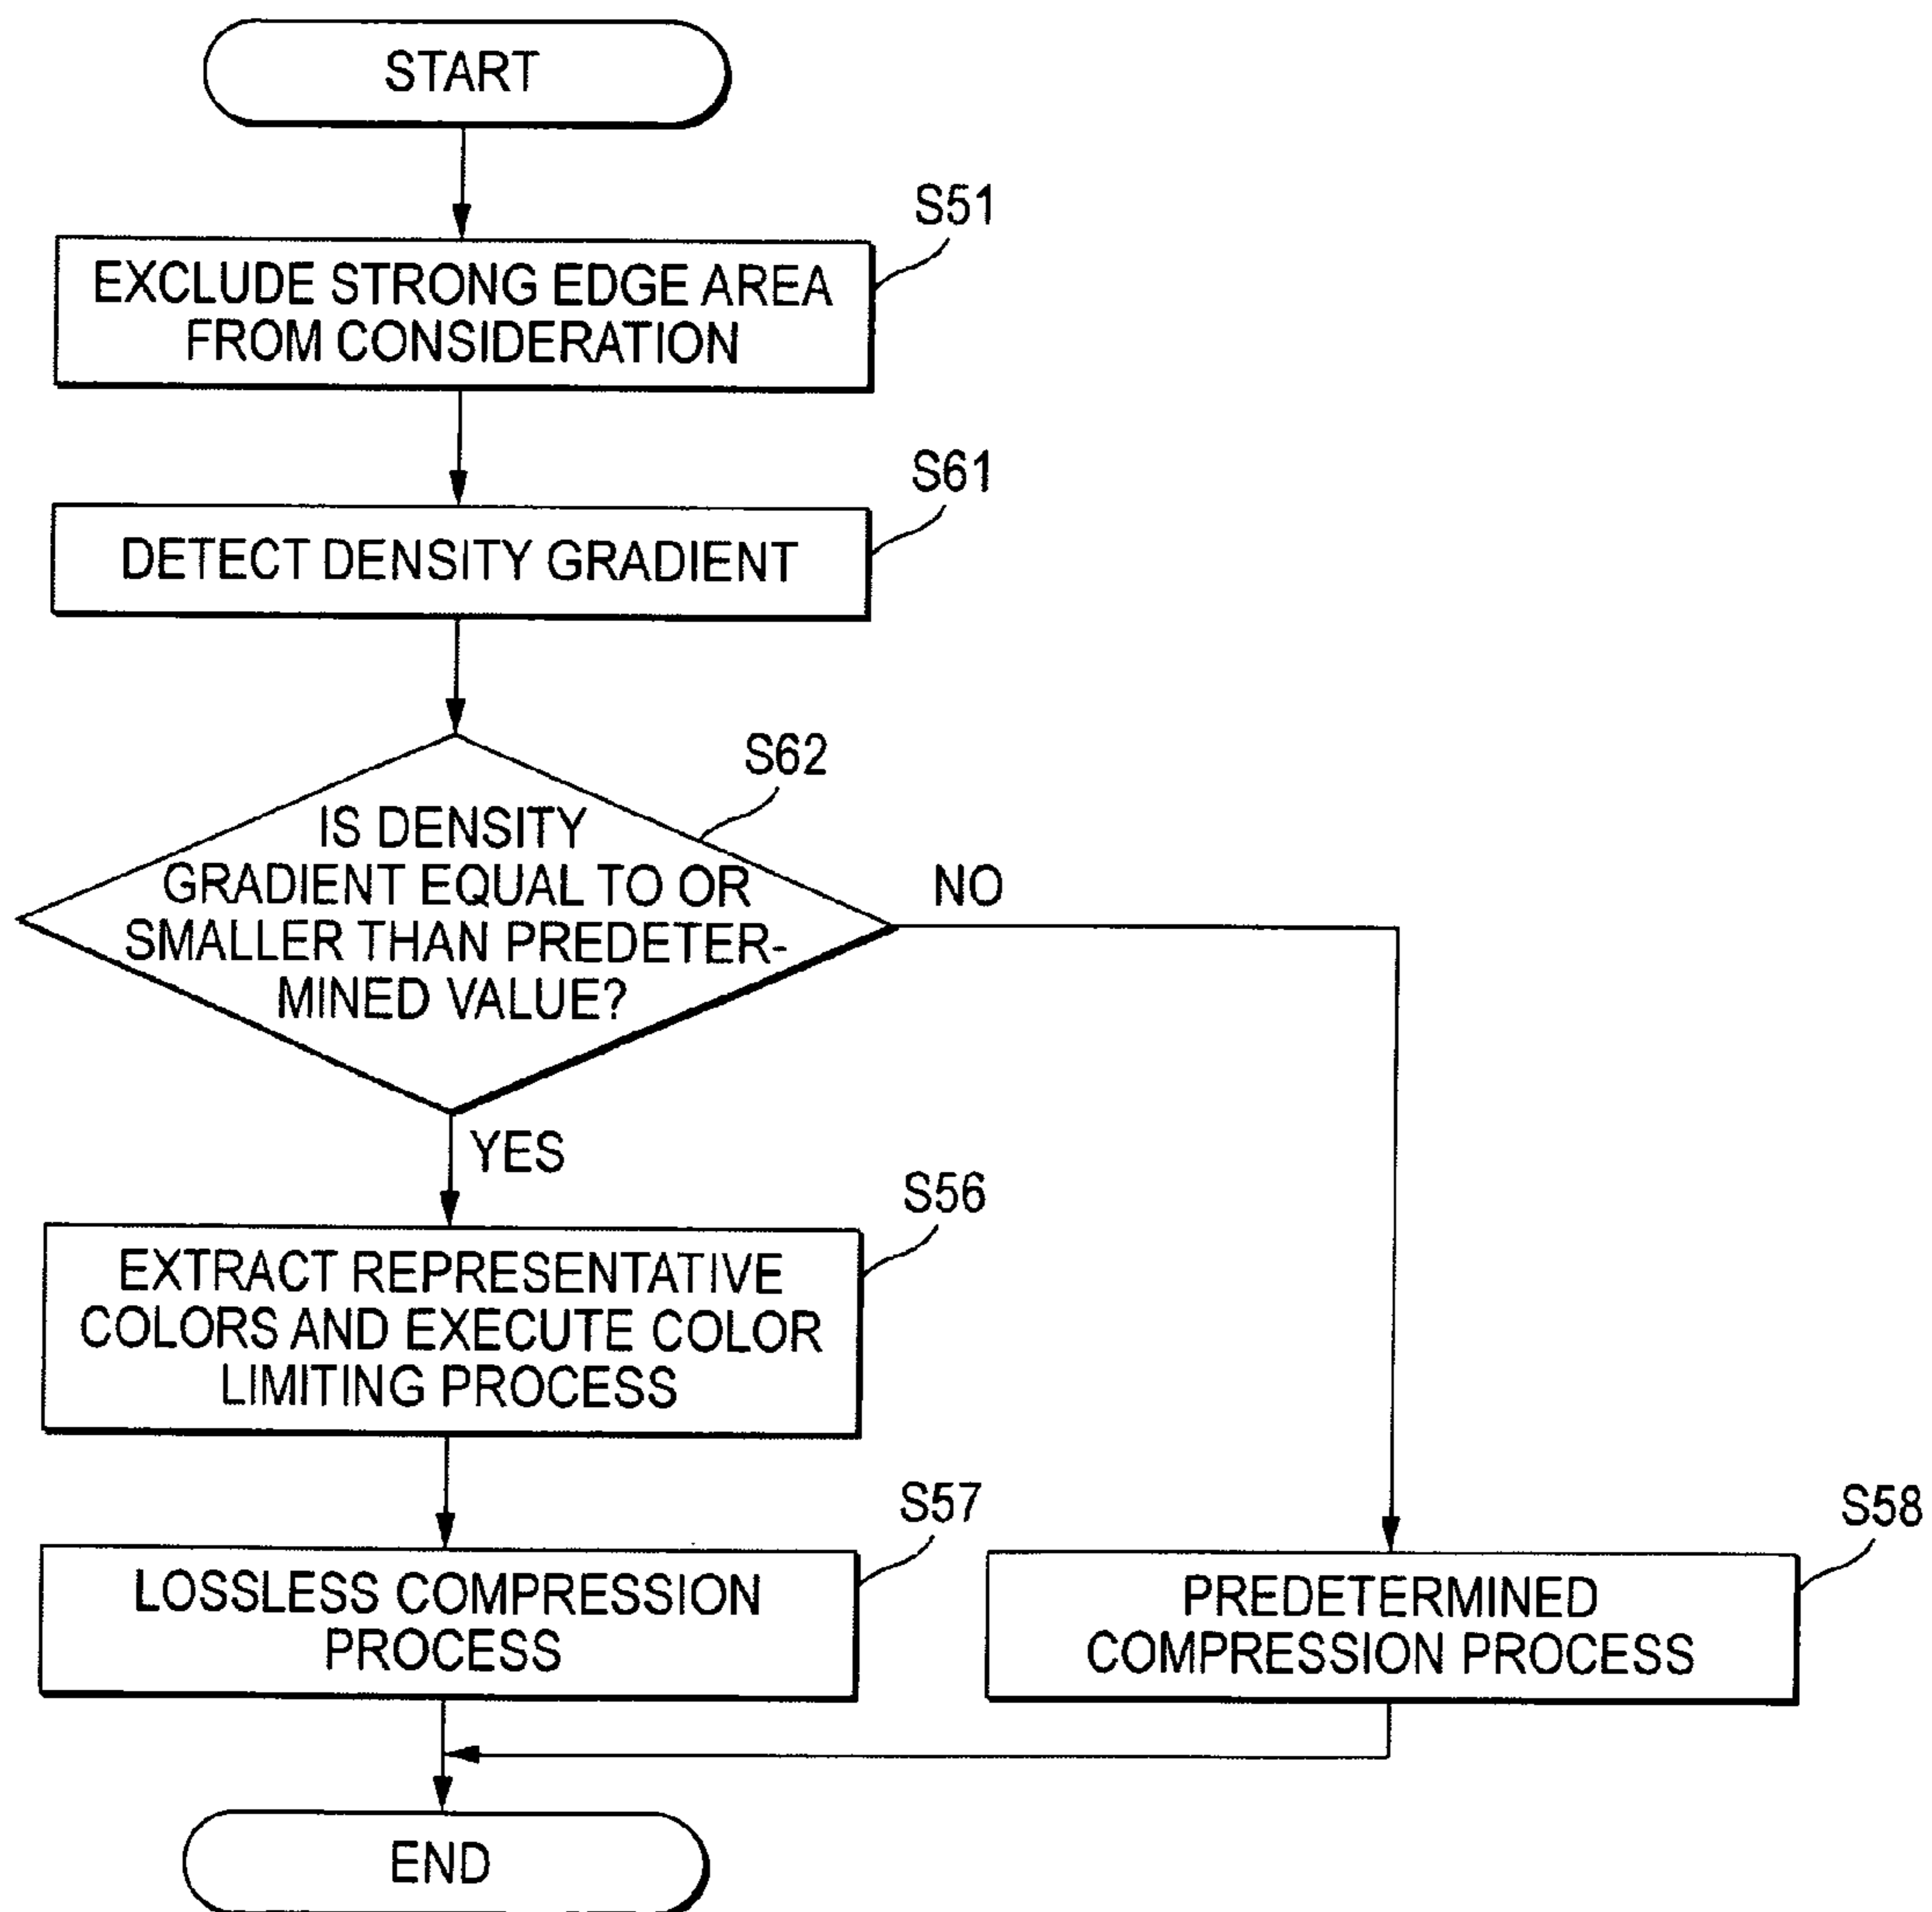 START
S51
EXCLUDE STRONG EDGE AREA
FROM CONSIDERATION
S61
DETECT DENSITY GRADIENT
S62
IS DENSITY
GRADIENT EQUAL TO OR
SMALLER THAN PREDETER-
MINED VALUE?
NO
YES
S56
EXTRACT REPRESENTATIVE
COLORS AND EXECUTE COLOR
LIMITING PROCESS
S57
LOSSLESS COMPRESSION
PROCESS
S58
PREDETERMINED
COMPRESSION PROCESS
END